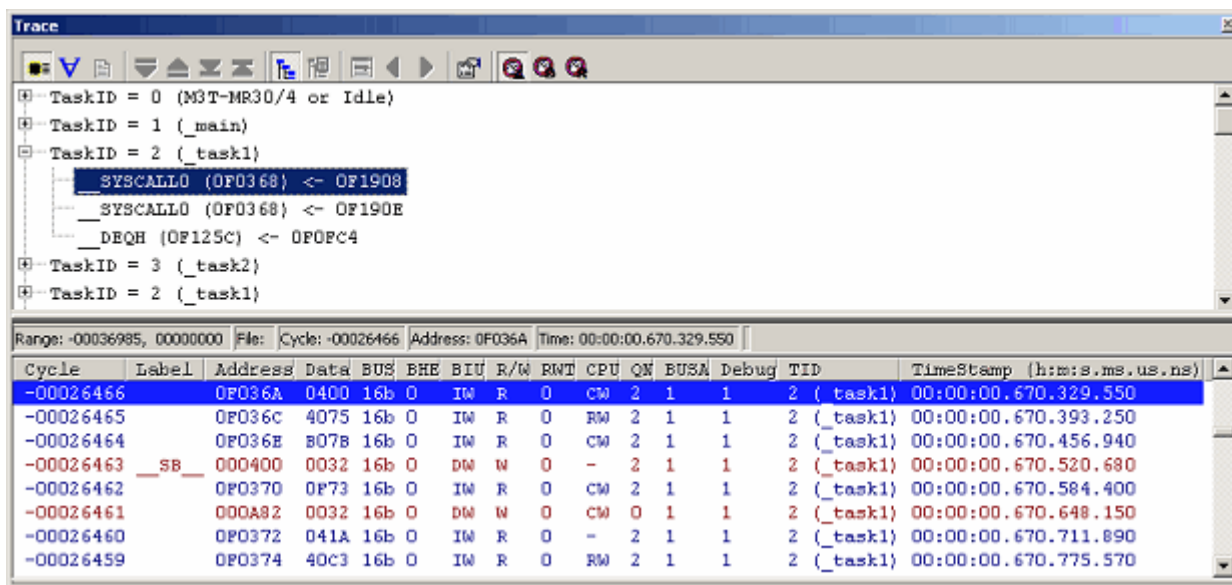 Trace
TaskID = 0 (M3T-MR30/4 or Idle)
TaskID = 1 (_main)
TaskID = 2 (_task1)
__SYSCALL0 (0F0368) <- 0F1908
__SYSCALL0 (0F0368) <- 0F190E
__DEQH (0F125C) <- 0F0FC4
TaskID = 3 (_task2)
TaskID = 2 (_task1)
Range: -00036985, 00000000 File: Cycle: -00026466 Address: 0F036A Time: 00:00:00.670.329.550
Cycle Label Address Data BUS BHE BIU R/W RWT CPU QN BUSA Debug TID TimeStamp (h:m:s.ms.us.ns)
-00026466 0F036A 0400 16b 0 IW R 0 CW 2 1 1 2 (_task1) 00:00:00.670.329.550
-00026465 0F036C 4075 16b 0 IW R 0 RW 2 1 1 2 (_task1) 00:00:00.670.393.250
-00026464 0F036E B07B 16b 0 IW R 0 CW 2 1 1 2 (_task1) 00:00:00.670.456.940
-00026463 __SB__ 000400 0032 16b 0 DW W 0 - 2 1 1 2 (_task1) 00:00:00.670.520.680
-00026462 0F0370 0F73 16b 0 IW R 0 CW 2 1 1 2 (_task1) 00:00:00.670.584.400
-00026461 000A82 0032 16b 0 DW W 0 CW 0 1 1 2 (_task1) 00:00:00.670.648.150
-00026460 0F0372 041A 16b 0 IW R 0 - 2 1 1 2 (_task1) 00:00:00.670.711.890
-00026459 0F0374 40C3 16b 0 IW R 0 RW 2 1 1 2 (_task1) 00:00:00.670.775.570